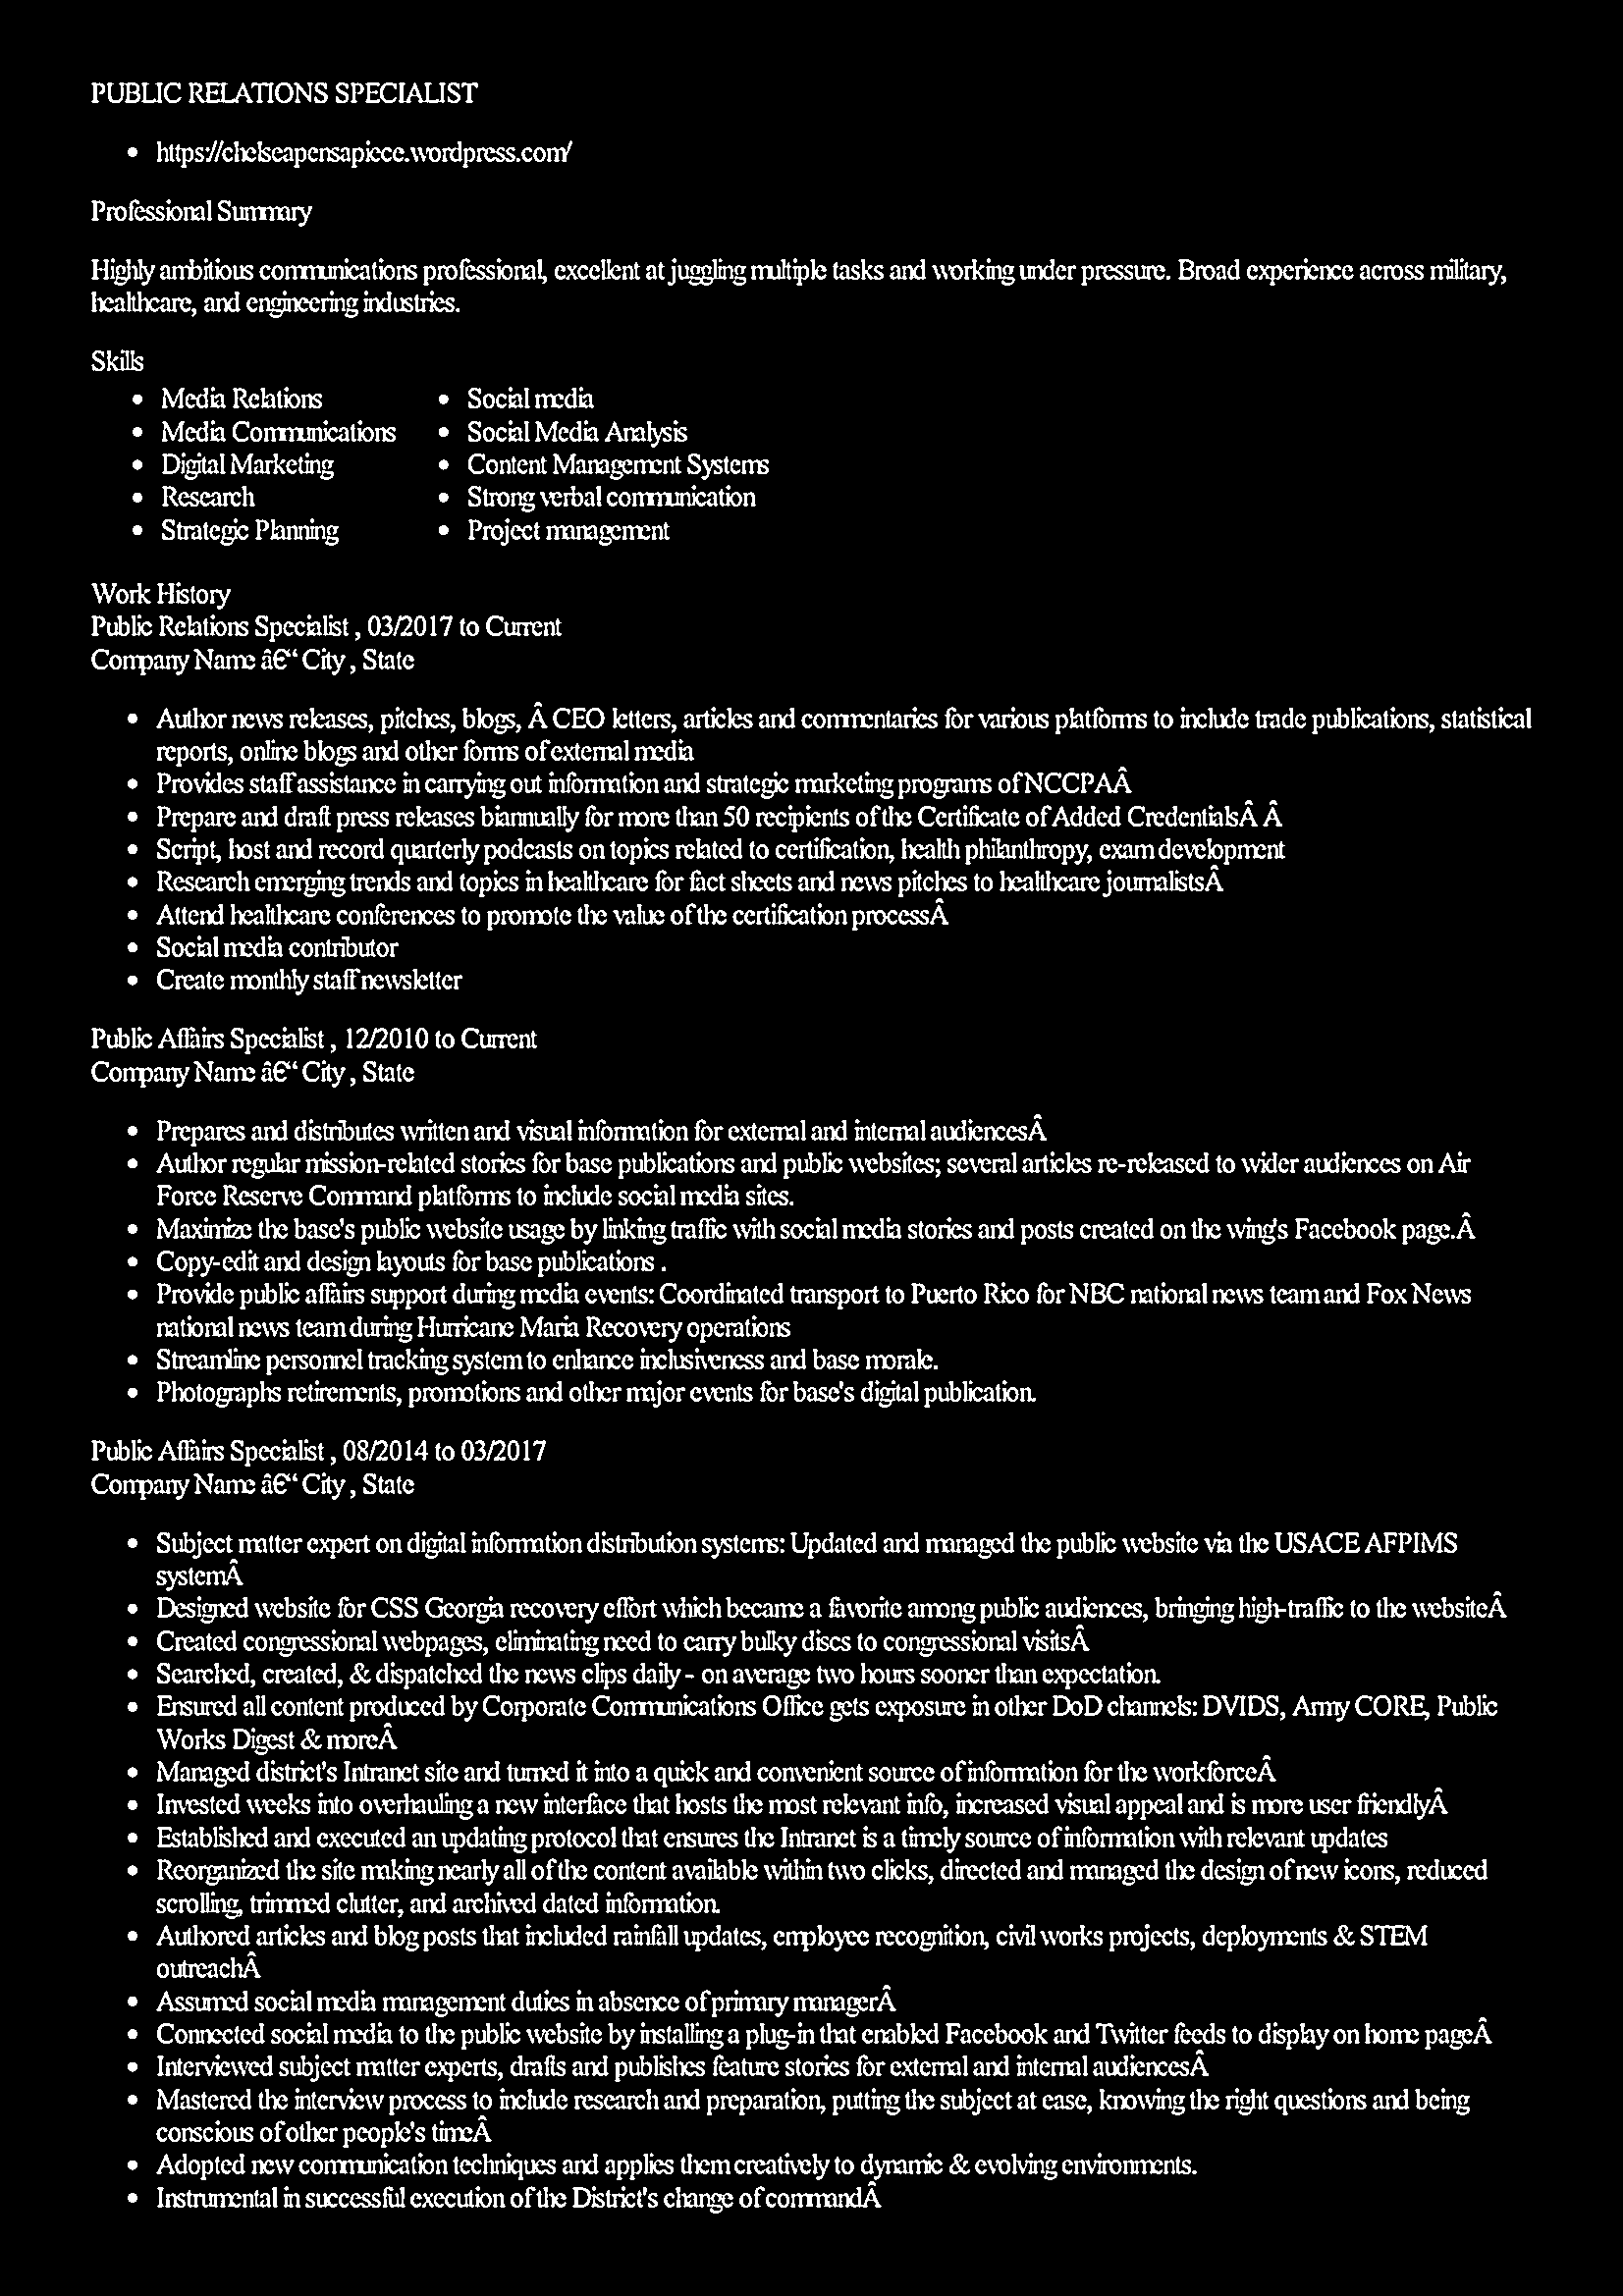 PUBLIC RELATIONS SPECIALIST
• https://chelseapensapiece.wordpress.com/
Professional Summary
Highly ambitious communications professional, excellent at juggling multiple tasks and working under pressure. Broad experience across military,
healthcare, and engineering industries.
Skills
• Media Relations
• Media Communications
• Digital Marketing
• Research
• Strategic Planning
• Social media
• Social Media Analysis
• Content Management Systems
• Strong verbal communication
• Project management
Work History
Public Relations Specialist , 03/2017 to Current
Company Name â€“ City , State
• Author news releases, pitches, blogs, Â CEO letters, articles and commentaries for various platforms to include trade publications, statistical
reports, online blogs and other forms of external media
• Provides staff assistance in carrying out information and strategic marketing programs of NCCPAÂ
• Prepare and draft press releases biannually for more than 50 recipients of the Certificate of Added CredentialsÂ Â
• Script, host and record quarterly podcasts on topics related to certification, health philanthropy, exam development
• Research emerging trends and topics in healthcare for fact sheets and news pitches to healthcare journalistsÂ
• Attend healthcare conferences to promote the value of the certification processÂ
• Social media contributor
• Create monthly staff newsletter
Public Affairs Specialist , 12/2010 to Current
Company Name â€“ City , State
• Prepares and distributes written and visual information for external and internal audiencesÂ
• Author regular mission-related stories for base publications and public websites; several articles re-released to wider audiences on Air
Force Reserve Command platforms to include social media sites.
• Maximize the base's public website usage by linking traffic with social media stories and posts created on the wing's Facebook page.Â
• Copy-edit and design layouts for base publications .
• Provide public affairs support during media events: Coordinated transport to Puerto Rico for NBC national news team and Fox News
national news team during Hurricane Maria Recovery operations
• Streamline personnel tracking system to enhance inclusiveness and base morale.
• Photographs retirements, promotions and other major events for base's digital publication.
Public Affairs Specialist , 08/2014 to 03/2017
Company Name â€“ City , State
• Subject matter expert on digital information distribution systems: Updated and managed the public website via the USACE AFPIMS
systemÂ
• Designed website for CSS Georgia recovery effort which became a favorite among public audiences, bringing high-traffic to the websiteÂ
• Created congressional webpages, eliminating need to carry bulky discs to congressional visitsÂ
• Searched, created, & dispatched the news clips daily - on average two hours sooner than expectation.
• Ensured all content produced by Corporate Communications Office gets exposure in other DoD channels: DVIDS, Army CORE, Public
Works Digest & moreÂ
• Managed district's Intranet site and turned it into a quick and convenient source of information for the workforceÂ
• Invested weeks into overhauling a new interface that hosts the most relevant info, increased visual appeal and is more user friendlyÂ
• Established and executed an updating protocol that ensures the Intranet is a timely source of information with relevant updates
• Reorganized the site making nearly all of the content available within two clicks, directed and managed the design of new icons, reduced
scrolling, trimmed clutter, and archived dated information.
• Authored articles and blog posts that included rainfall updates, employee recognition, civil works projects, deployments & STEM
outreachÂ
• Assumed social media management duties in absence of primary managerÂ
• Connected social media to the public website by installing a plug-in that enabled Facebook and Twitter feeds to display on home pageÂ
• Interviewed subject matter experts, drafts and publishes feature stories for external and internal audiencesÂ
• Mastered the interview process to include research and preparation, putting the subject at ease, knowing the right questions and being
conscious of other people's timeÂ
• Adopted new communication techniques and applies them creatively to dynamic & evolving environments.
• Instrumental in successful execution of the District's change of commandÂ